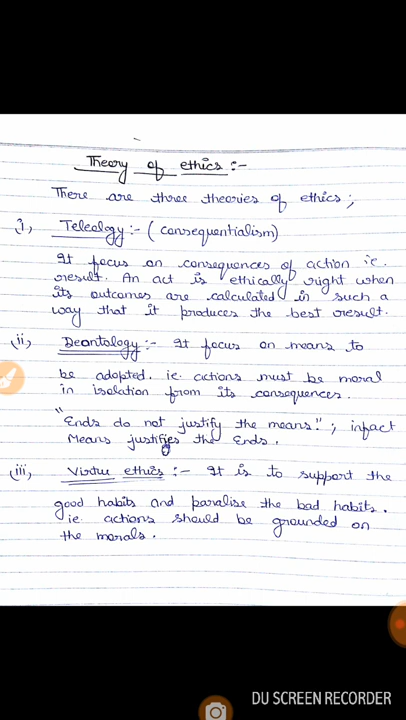 Theory of ethics :-
There are three theories of ethics ;
i, Teleology :- ( consequentialism)
It focus on consequences of action i.e.
result. An act is ethically right when
its outcomes are calculated in such a
way that it produces the best result.
ii, Deontology :- It focus on means to
be adopted. i.e. actions must be moral
in isolation from its consequences.
"Ends do not justify the means." ; infact
Means justifies the Ends.
iii, Virtue ethics :- It is to support the
good habits and paralise the bad habits.
i.e. actions should be grounded on
the morals.
DU SCREEN RECORDER